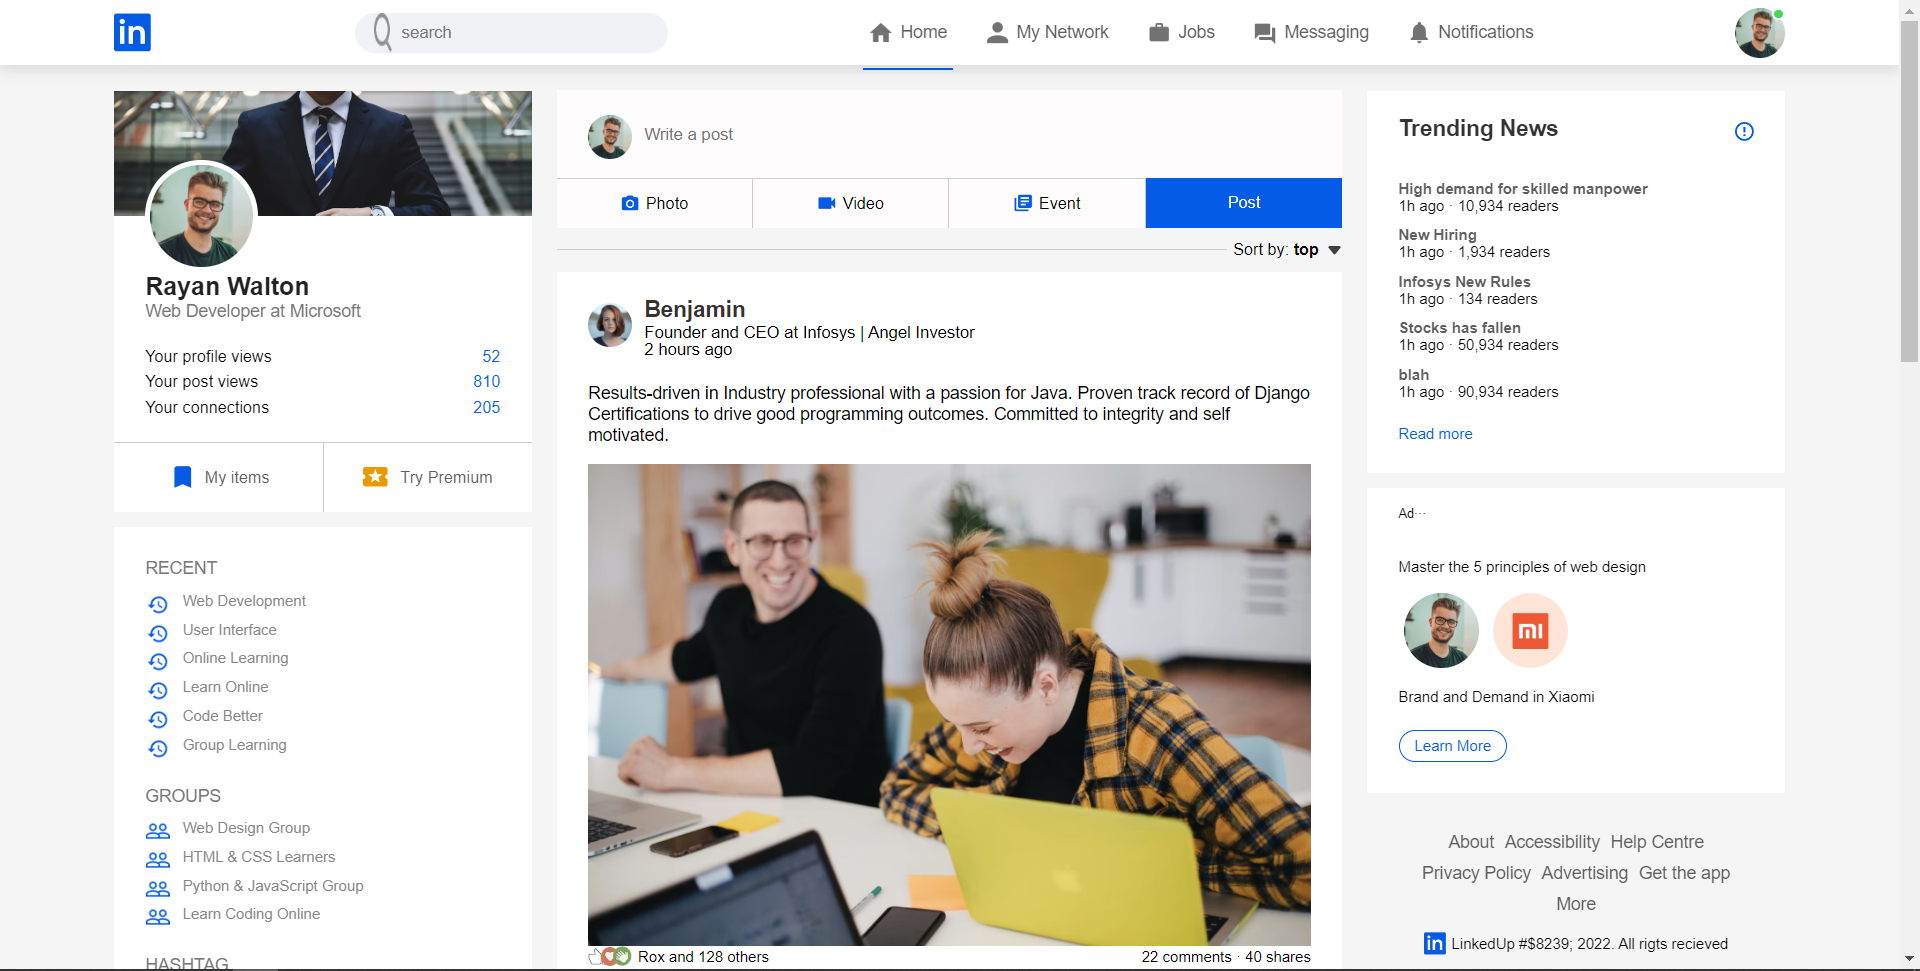 in
search
Home
My Network
Jobs
Messaging
Notifications
Rayan Walton
Web Developer at Microsoft
Your profile views 52
Your post views 810
Your connections 205
My items
Try Premium
RECENT
Web Development
User Interface
Online Learning
Learn Online
Code Better
Group Learning
GROUPS
Web Design Group
HTML & CSS Learners
Python & JavaScript Group
Learn Coding Online
HASHTAG
Write a post
Photo
Video
Event
Post
Sort by: top
Benjamin
Founder and CEO at Infosys | Angel Investor
2 hours ago
Results-driven in Industry professional with a passion for Java. Proven track record of Django
Certifications to drive good programming outcomes. Committed to integrity and self
motivated.
Rox and 128 others
22 comments · 40 shares
Trending News
High demand for skilled manpower
1h ago · 10,934 readers
New Hiring
1h ago · 1,934 readers
Infosys New Rules
1h ago · 134 readers
Stocks has fallen
1h ago · 50,934 readers
blah
1h ago · 90,934 readers
Read more
Ad···
Master the 5 principles of web design
mi
Brand and Demand in Xiaomi
Learn More
About Accessibility Help Centre
Privacy Policy Advertising Get the app
More
in LinkedUp #$8239; 2022. All rigts recieved